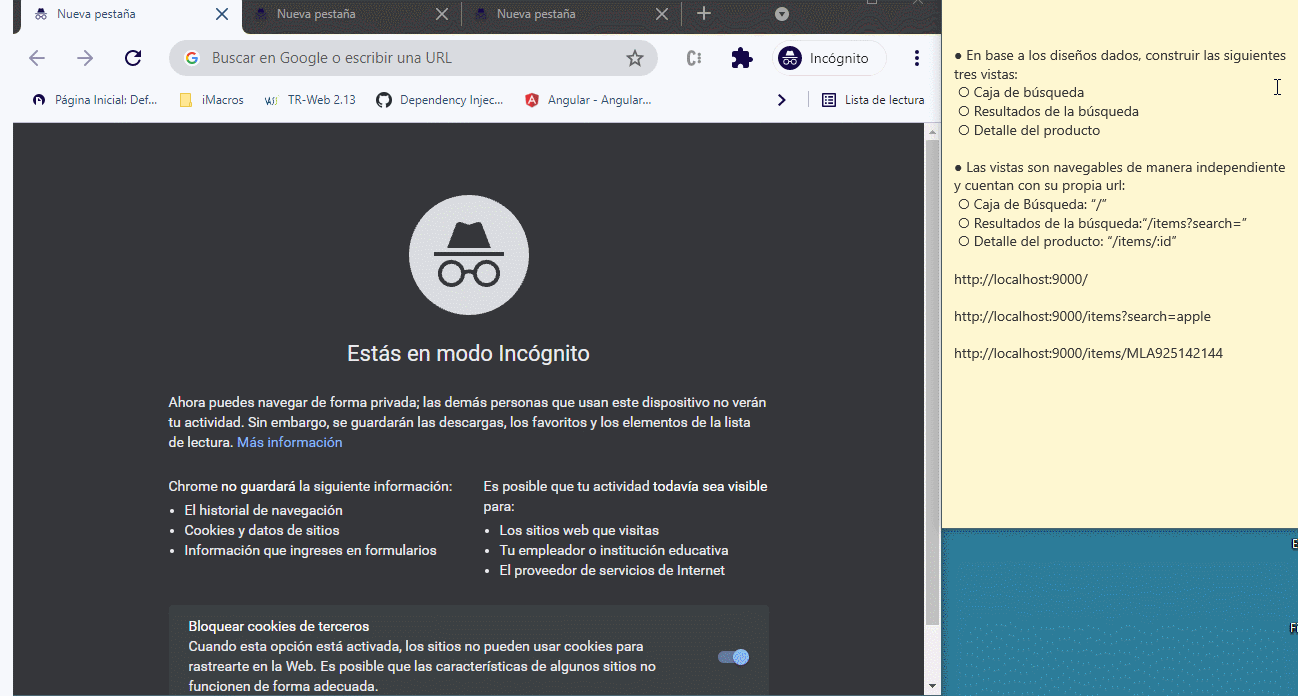 Nueva pestaña
Nueva pestaña
Nueva pestaña
Buscar en Google o escribir una URL
Incógnito
Página Inicial: Def...
iMacros
TR-Web 2.13
Dependency Injec...
Angular - Angular...
Lista de lectura
Estás en modo Incógnito
Ahora puedes navegar de forma privada; las demás personas que usan este dispositivo no verán
tu actividad. Sin embargo, se guardarán las descargas, los favoritos y los elementos de la lista
de lectura. Más información
Chrome no guardará la siguiente información:
• El historial de navegación
• Cookies y datos de sitios
• Información que ingreses en formularios
Es posible que tu actividad todavía sea visible
para:
• Los sitios web que visitas
• Tu empleador o institución educativa
• El proveedor de servicios de Internet
Bloquear cookies de terceros
Cuando esta opción está activada, los sitios no pueden usar cookies para
rastrearte en la Web. Es posible que las características de algunos sitios no
funcionen de forma adecuada.
● En base a los diseños dados, construir las siguientes
tres vistas:
○ Caja de búsqueda
○ Resultados de la búsqueda
○ Detalle del producto
● Las vistas son navegables de manera independiente
y cuentan con su propia url:
○ Caja de Búsqueda: “/”
○ Resultados de la búsqueda:“/items?search=”
○ Detalle del producto: “/items/:id”
http://localhost:9000/
http://localhost:9000/items?search=apple
http://localhost:9000/items/MLA925142144